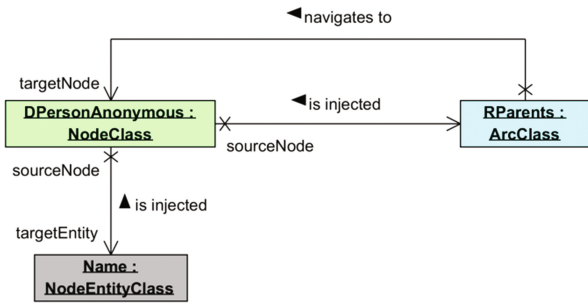 navigates to
targetNode
DPersonAnonymous :
NodeClass
is injected
RParents :
ArcClass
sourceNode
sourceNode
is injected
targetEntity
Name :
NodeEntityClass